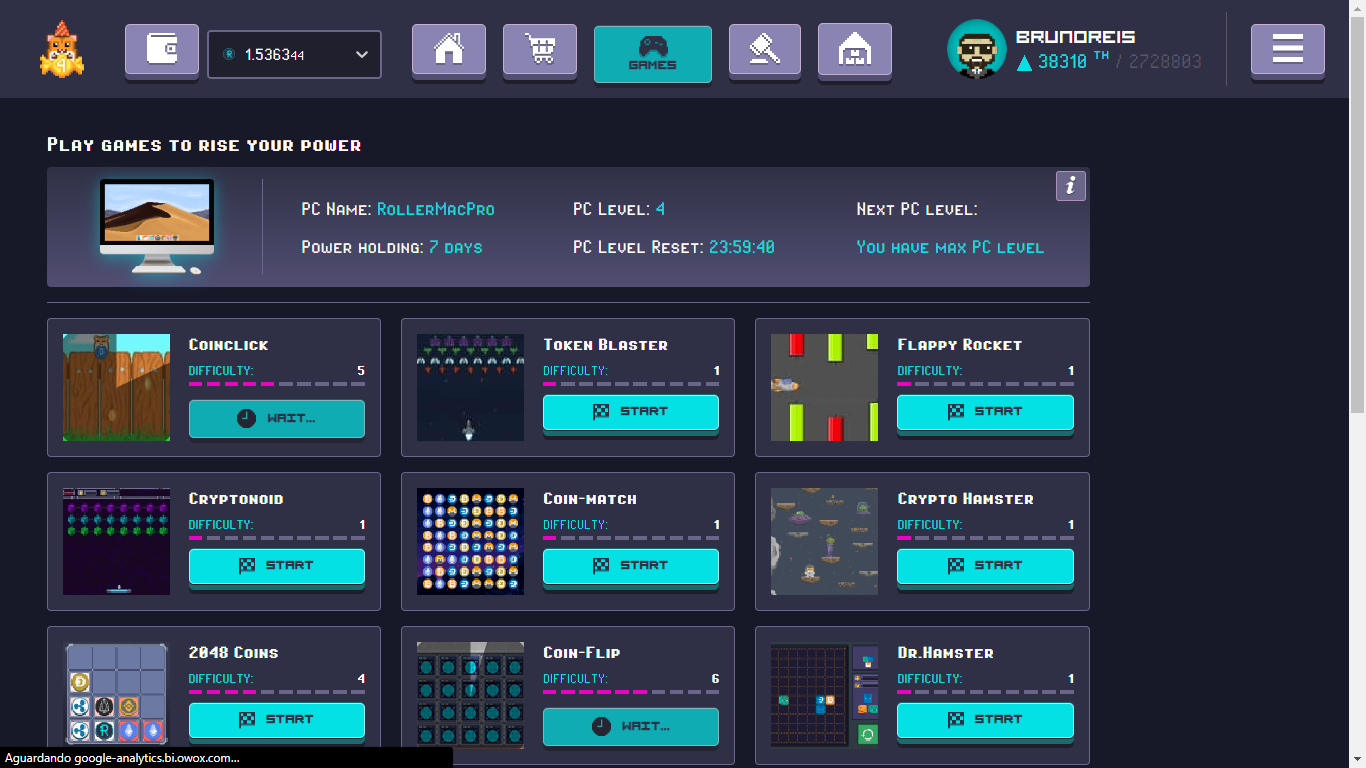 1.536344
GAMES
BRUNOREIS
38310 TH / 2728803
Play games to rise your power
PC Name: RollerMacPro
PC Level: 4
Next PC level:
Power holding: 7 days
PC Level Reset: 23:59:40
You have max PC level
Coinclick
DIFFICULTY: 5
WAIT...
Token Blaster
DIFFICULTY: 1
START
Flappy Rocket
DIFFICULTY: 1
START
Cryptonoid
DIFFICULTY: 1
START
Coin-match
DIFFICULTY: 1
START
Crypto Hamster
DIFFICULTY: 1
START
2048 Coins
DIFFICULTY: 4
START
Coin-Flip
DIFFICULTY: 6
WAIT...
Dr.Hamster
DIFFICULTY: 1
START
Aguardando google-analytics.bi.owox.com...